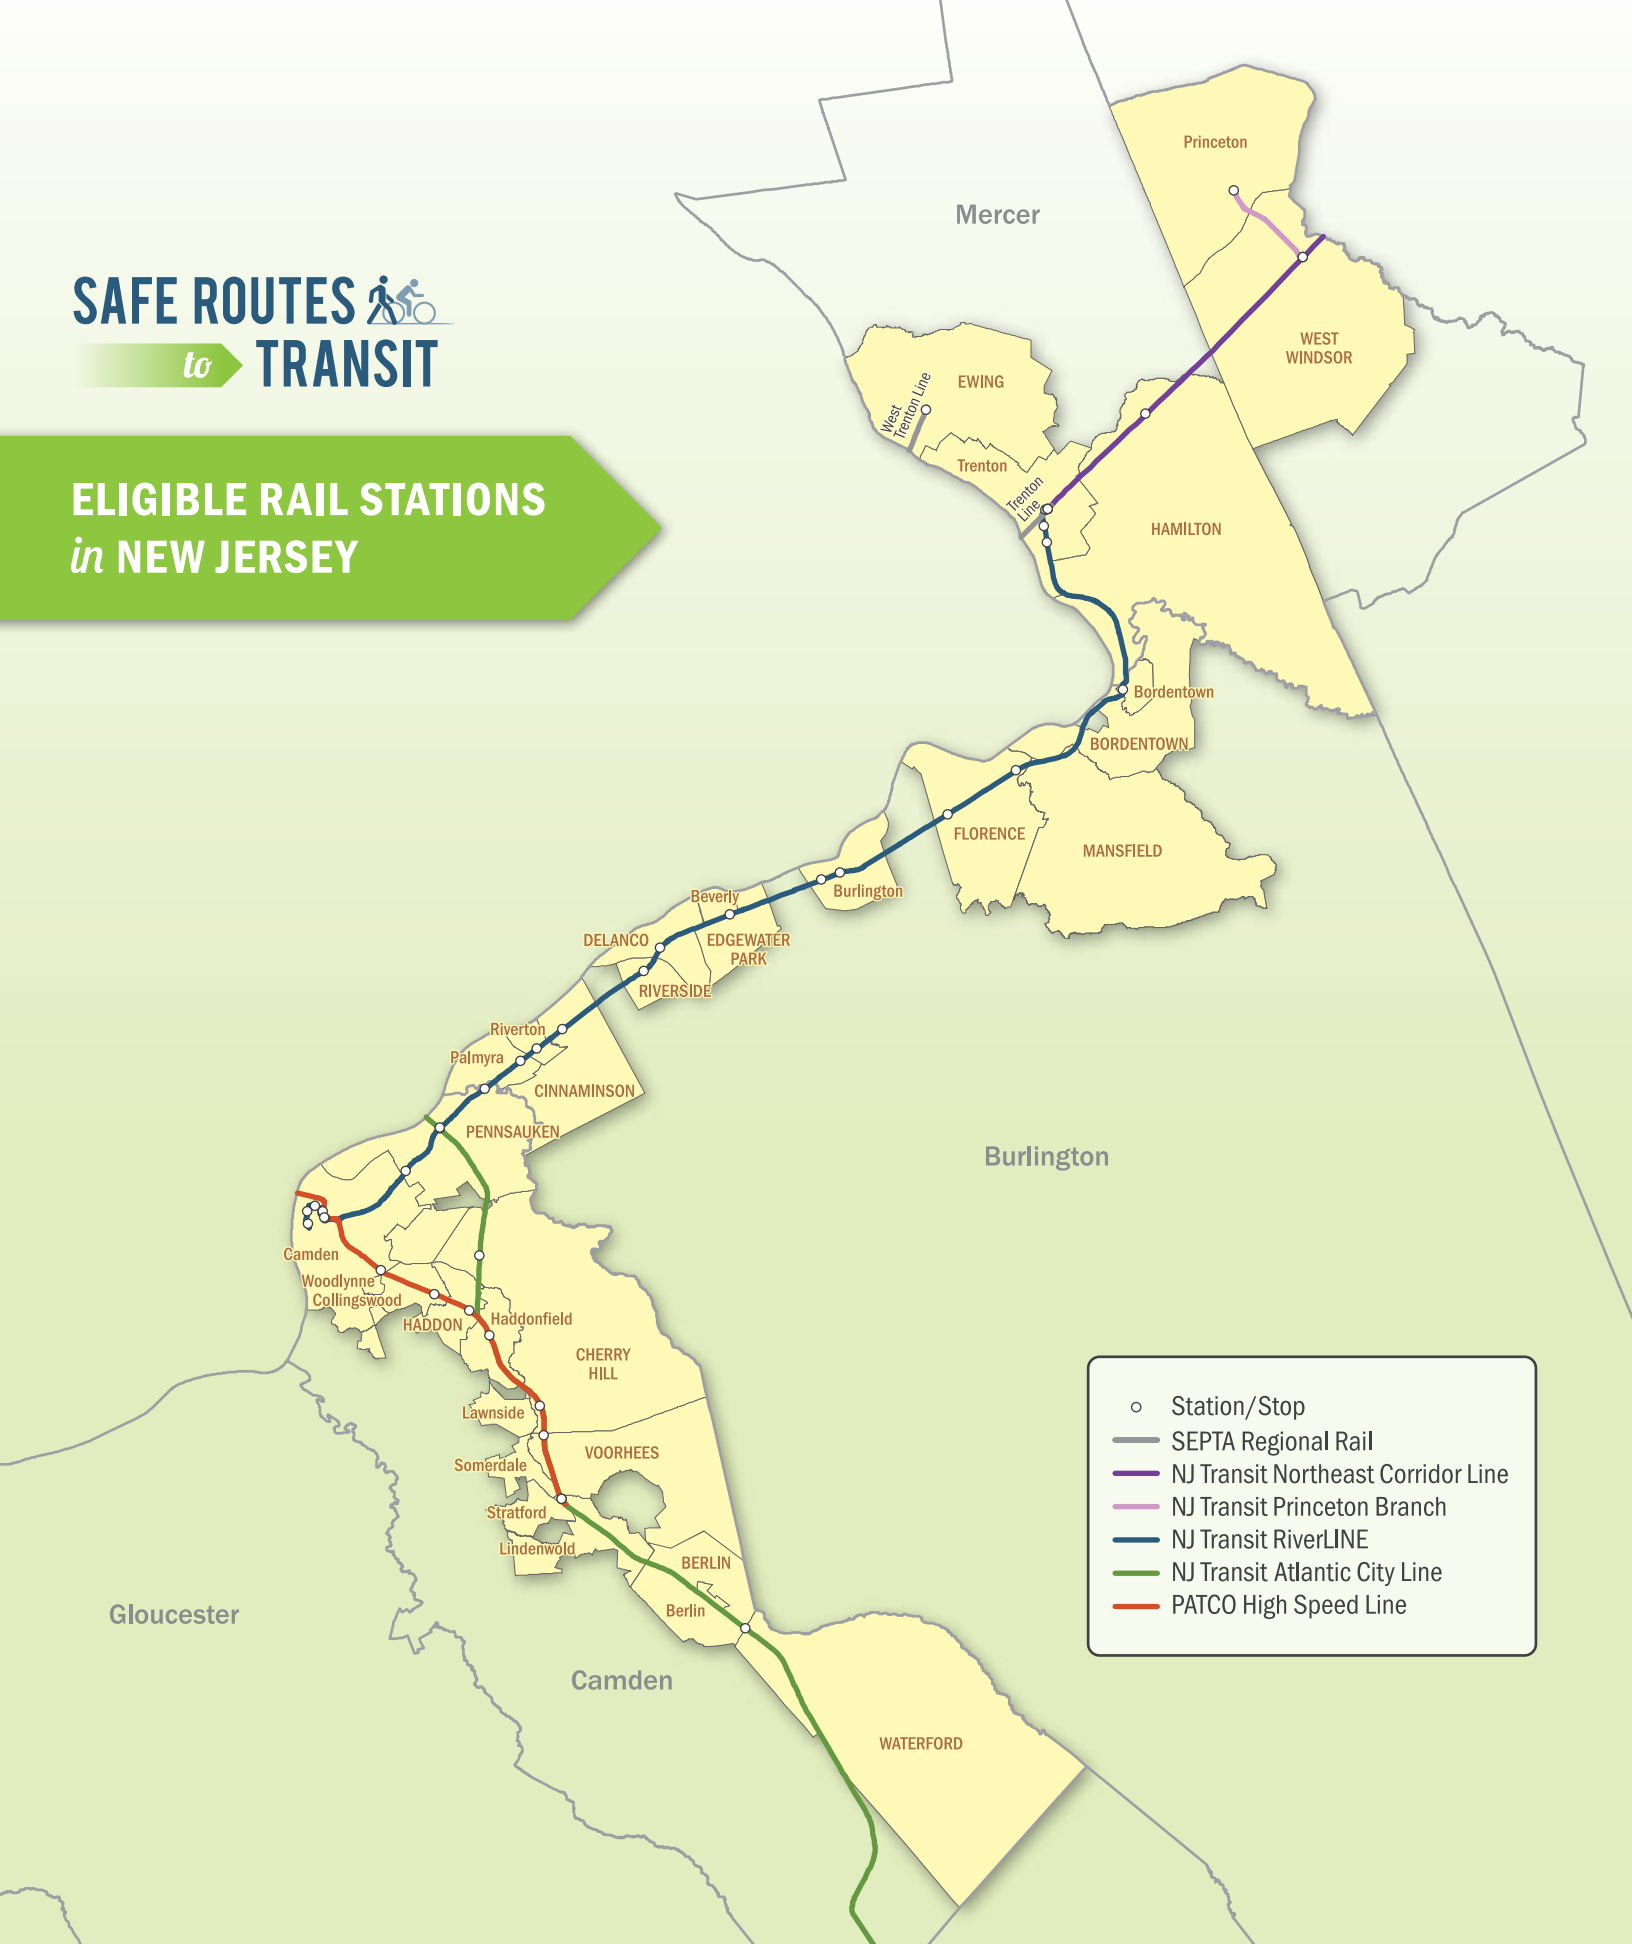 SAFE ROUTES
to TRANSIT
ELIGIBLE RAIL STATIONS
in NEW JERSEY
Princeton
Mercer
WEST
WINDSOR
EWING
West
Trenton Line
Trenton
Trenton
Line
HAMILTON
Bordentown
BORDENTOWN
FLORENCE
MANSFIELD
Burlington
Beverly
DELANCO
EDGEWATER
PARK
RIVERSIDE
Riverton
Palmyra
CINNAMINSON
PENNSAUKEN
Burlington
Camden
Woodlynne
Collingswood
HADDON
Haddonfield
CHERRY
HILL
Lawnside
VOORHEES
Somerdale
Stratford
Lindenwold
BERLIN
Berlin
Gloucester
Camden
WATERFORD
Station/Stop
SEPTA Regional Rail
NJ Transit Northeast Corridor Line
NJ Transit Princeton Branch
NJ Transit RiverLINE
NJ Transit Atlantic City Line
PATCO High Speed Line